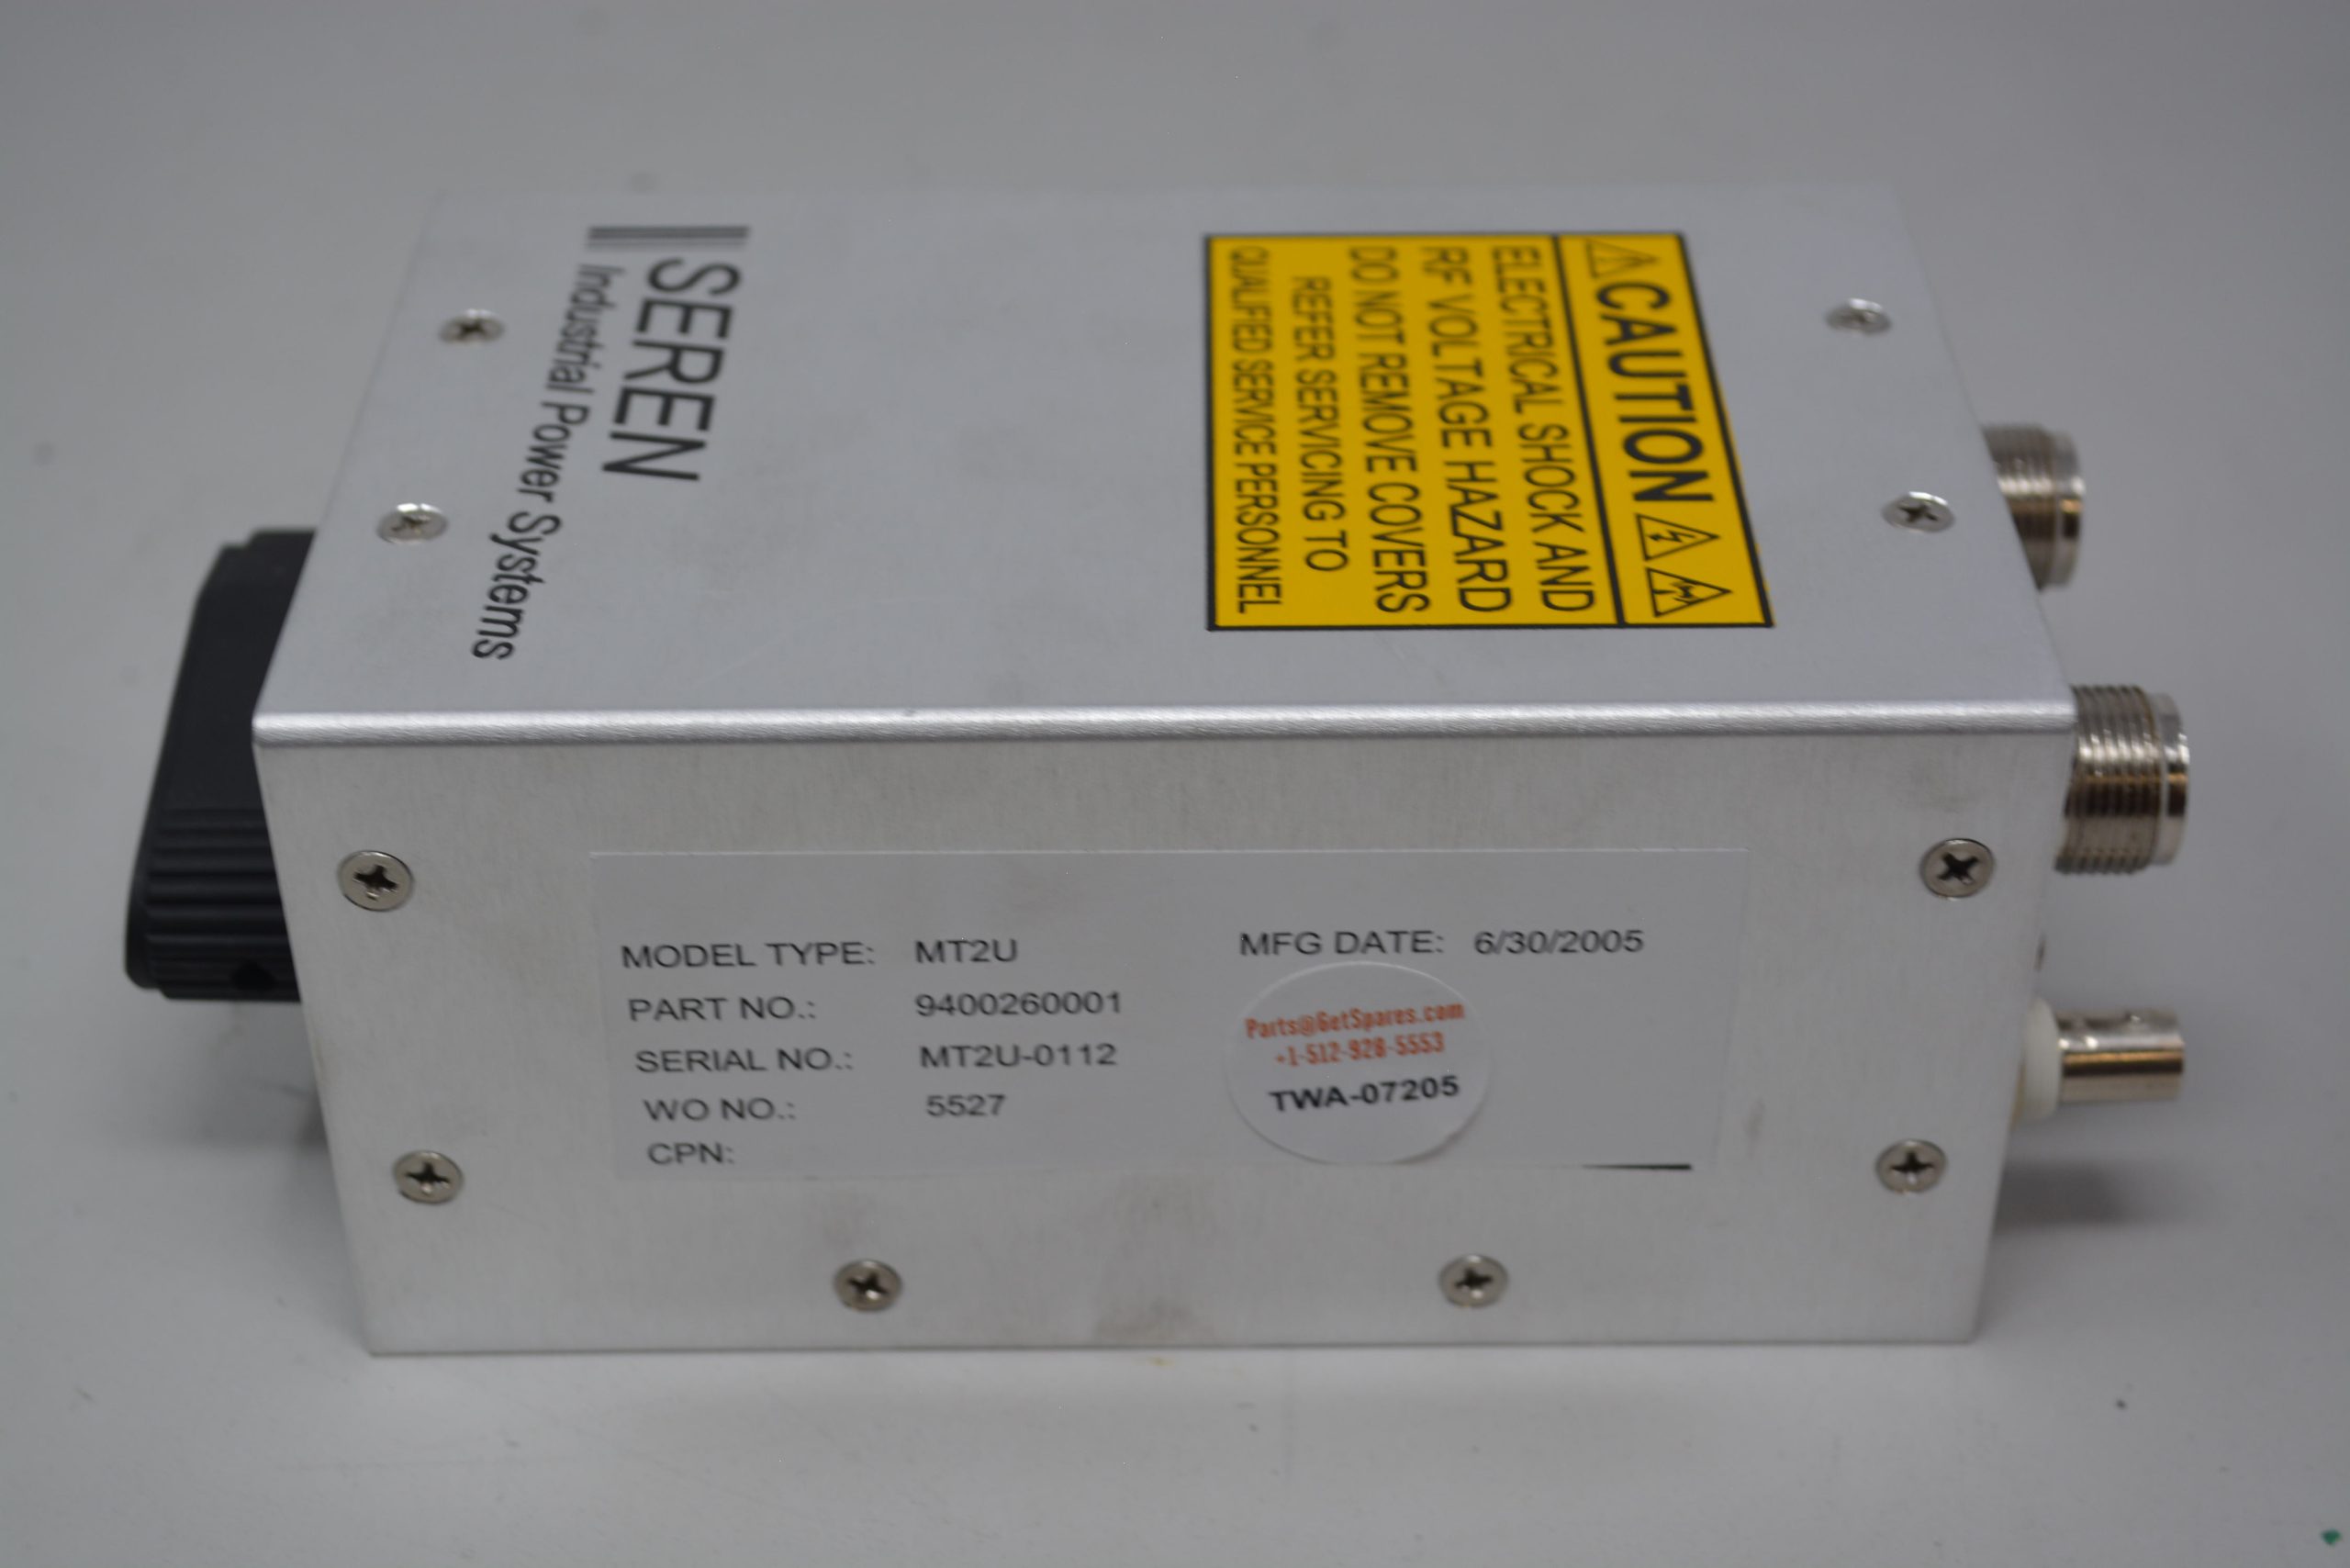 SEREN
Industrial Power Systems
CAUTION
ELECTRICAL SHOCK AND
RF VOLTAGE HAZARD
DO NOT REMOVE COVERS
REFER SERVICING TO
QUALIFIED SERVICE PERSONNEL
MODEL TYPE: MT2U MFG DATE: 6/30/2005
PART NO.: 9400260001
SERIAL NO.: MT2U-0112
WO NO.: 5527
CPN:
Parts@GetSpares.com
+1-512-928-5553
TWA-07205